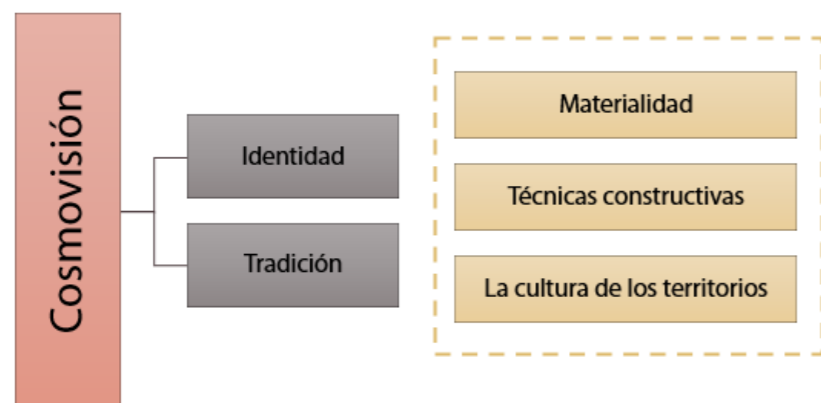 Cosmovisión
Identidad
Tradición
Materialidad
Técnicas constructivas
La cultura de los territorios